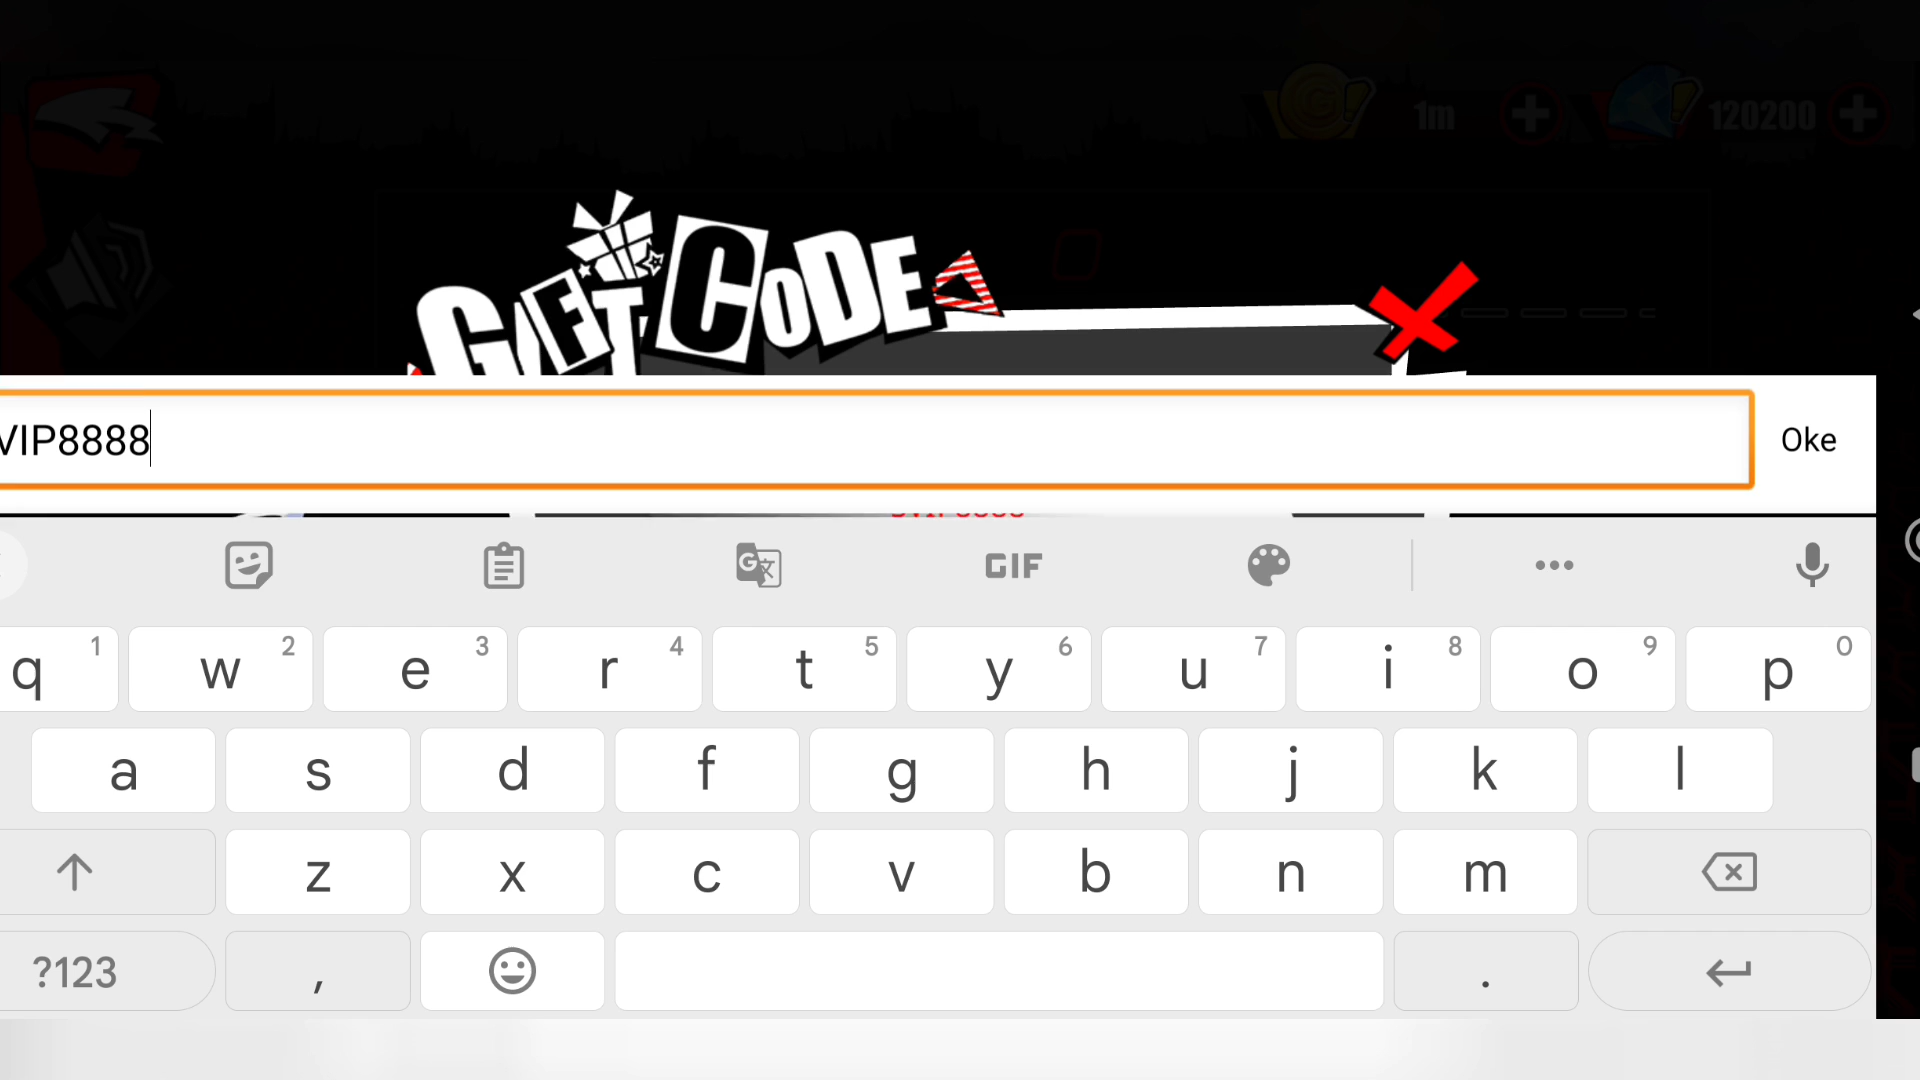 1m
120200
GIFT CODE
VIP8888
Oke
GIF
q 1 w 2 e 3 r 4 t 5 y 6 u 7 i 8 o 9 p 0
a s d f g h j k l
z x c v b n m
?123 , .